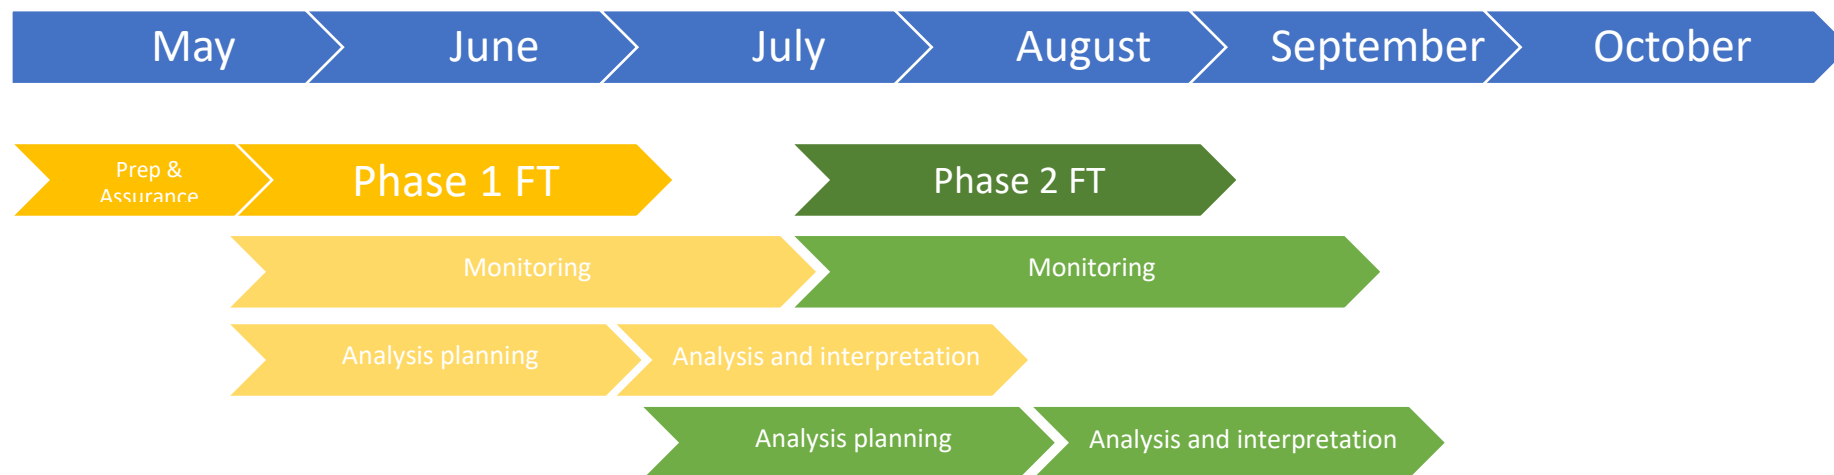 May
June
July
August
September
October
Prep &
Assurance
Phase 1 FT
Phase 2 FT
Monitoring
Monitoring
Analysis planning
Analysis and interpretation
Analysis planning
Analysis and interpretation